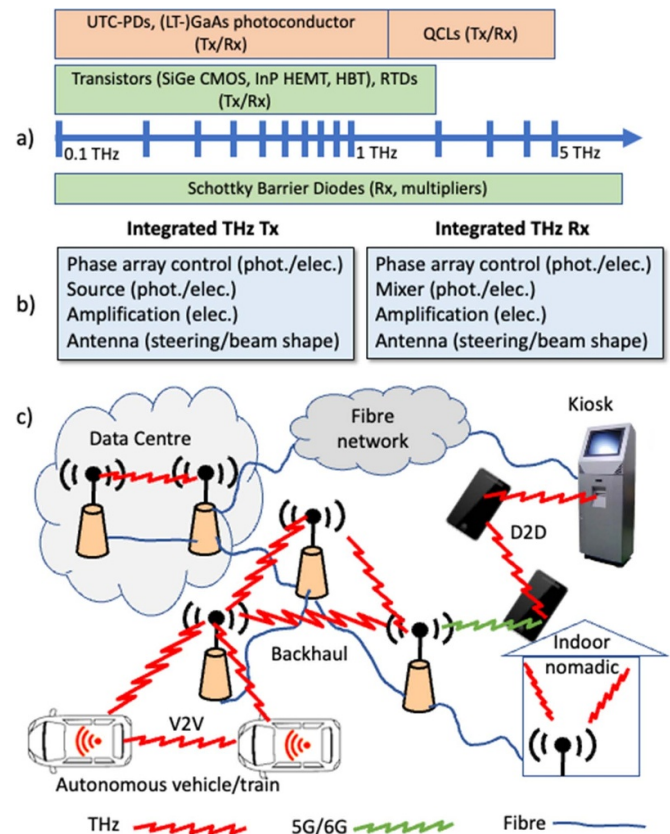 UTC-PDs, (LT-)GaAs photoconductor
(Tx/Rx)
QCLs (Tx/Rx)
Transistors (SiGe CMOS, InP HEMT, HBT), RTDs
(Tx/Rx)
a)
0.1 THz
1 THz
5 THz
Schottky Barrier Diodes (Rx, multipliers)
Integrated THz Tx
Integrated THz Rx
b)
Phase array control (phot./elec.)
Source (phot./elec.)
Amplification (elec.)
Antenna (steering/beam shape)
Phase array control (phot./elec.)
Mixer (phot./elec.)
Amplification (elec.)
Antenna (steering/beam shape)
c)
Data Centre
Fibre
network
Kiosk
D2D
Backhaul
Indoor
nomadic
V2V
Autonomous vehicle/train
THz
5G/6G
Fibre